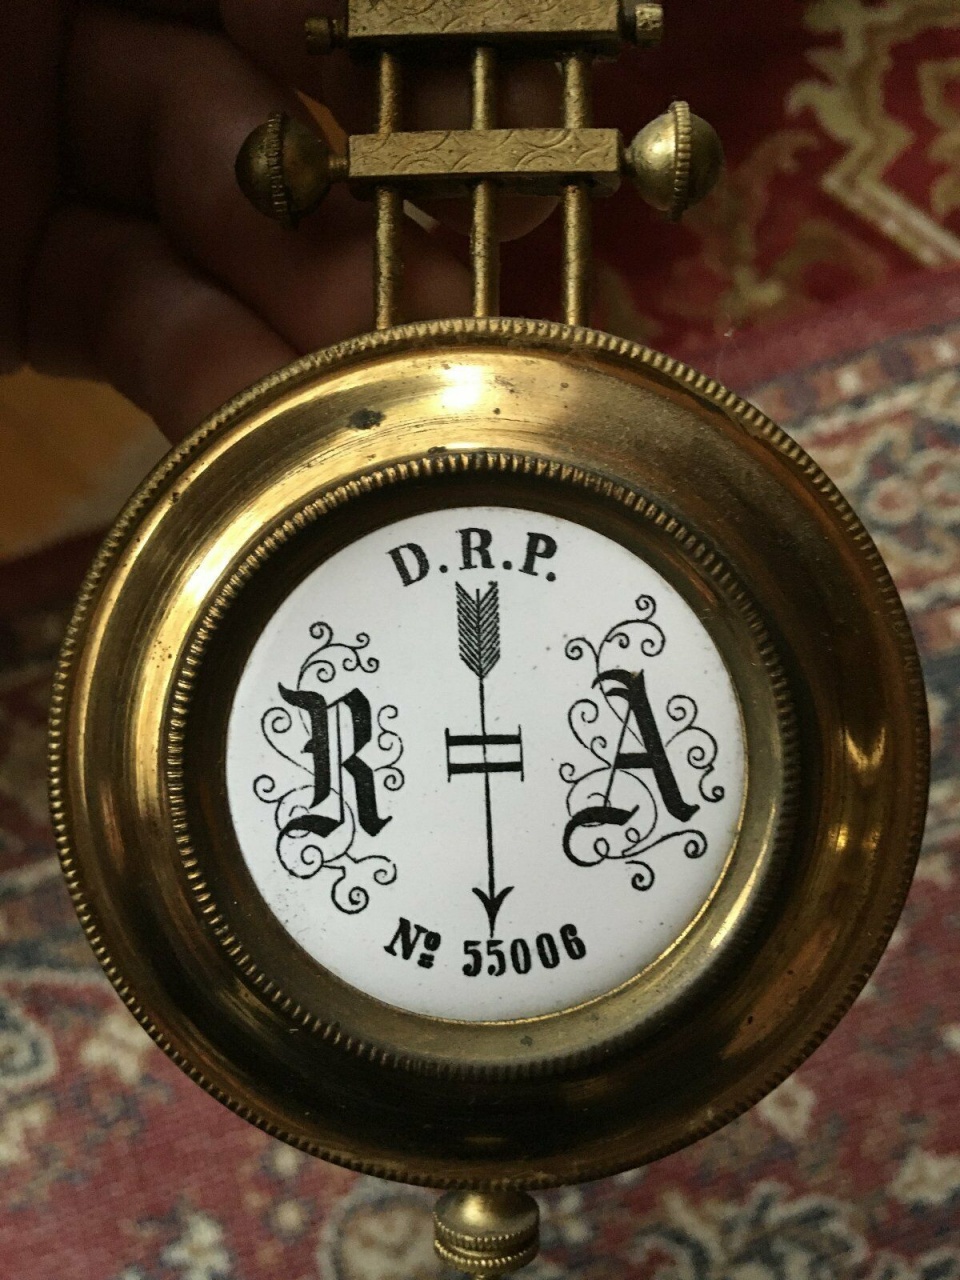 D.R.P.
R A
Nº 55006